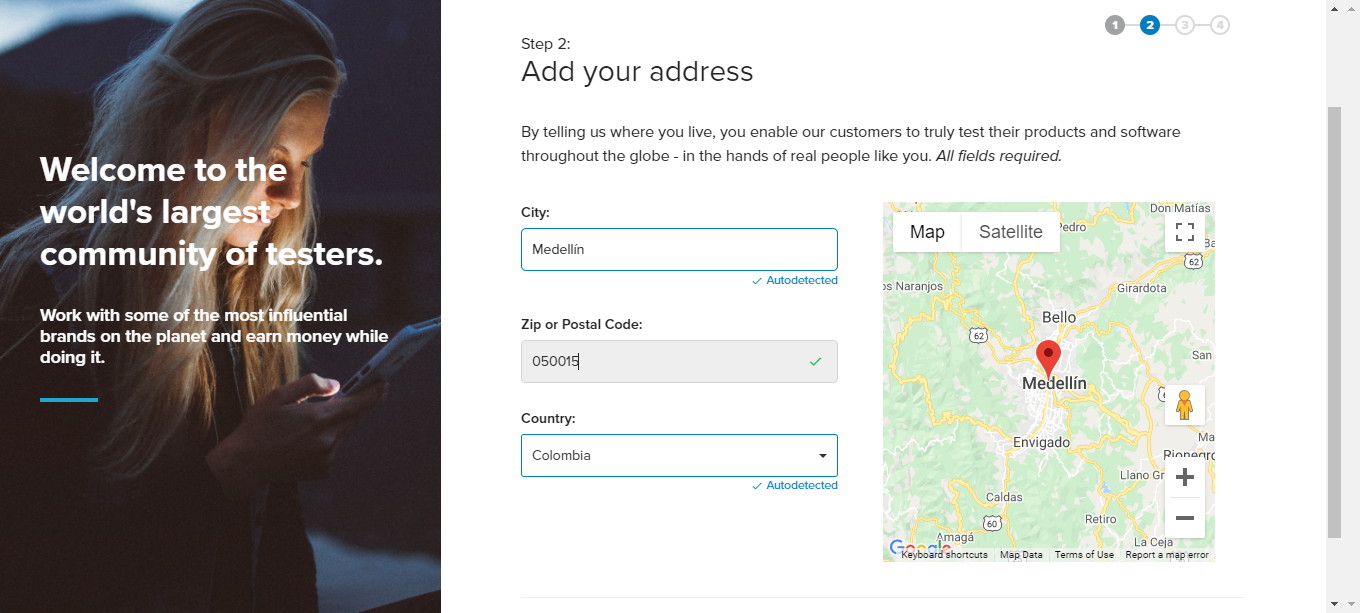 Welcome to the
world's largest
community of testers.
Work with some of the most influential
brands on the planet and earn money while
doing it.
1 2 3 4
Step 2:
Add your address
By telling us where you live, you enable our customers to truly test their products and software
throughout the globe - in the hands of real people like you. All fields required.
City:
Medellín
Autodetected
Zip or Postal Code:
050015
Country:
Colombia
Autodetected
Map
Satellite
Don Matías
Pedro
62
os Naranjos
Girardota
Bello
62
San
Medellín
Envigado
Ma
Rionegro
Llano Gr
Caldas
60
Retiro
Amagá
La Ceja
Google
Keyboard shortcuts
Map Data
Terms of Use
Report a map error